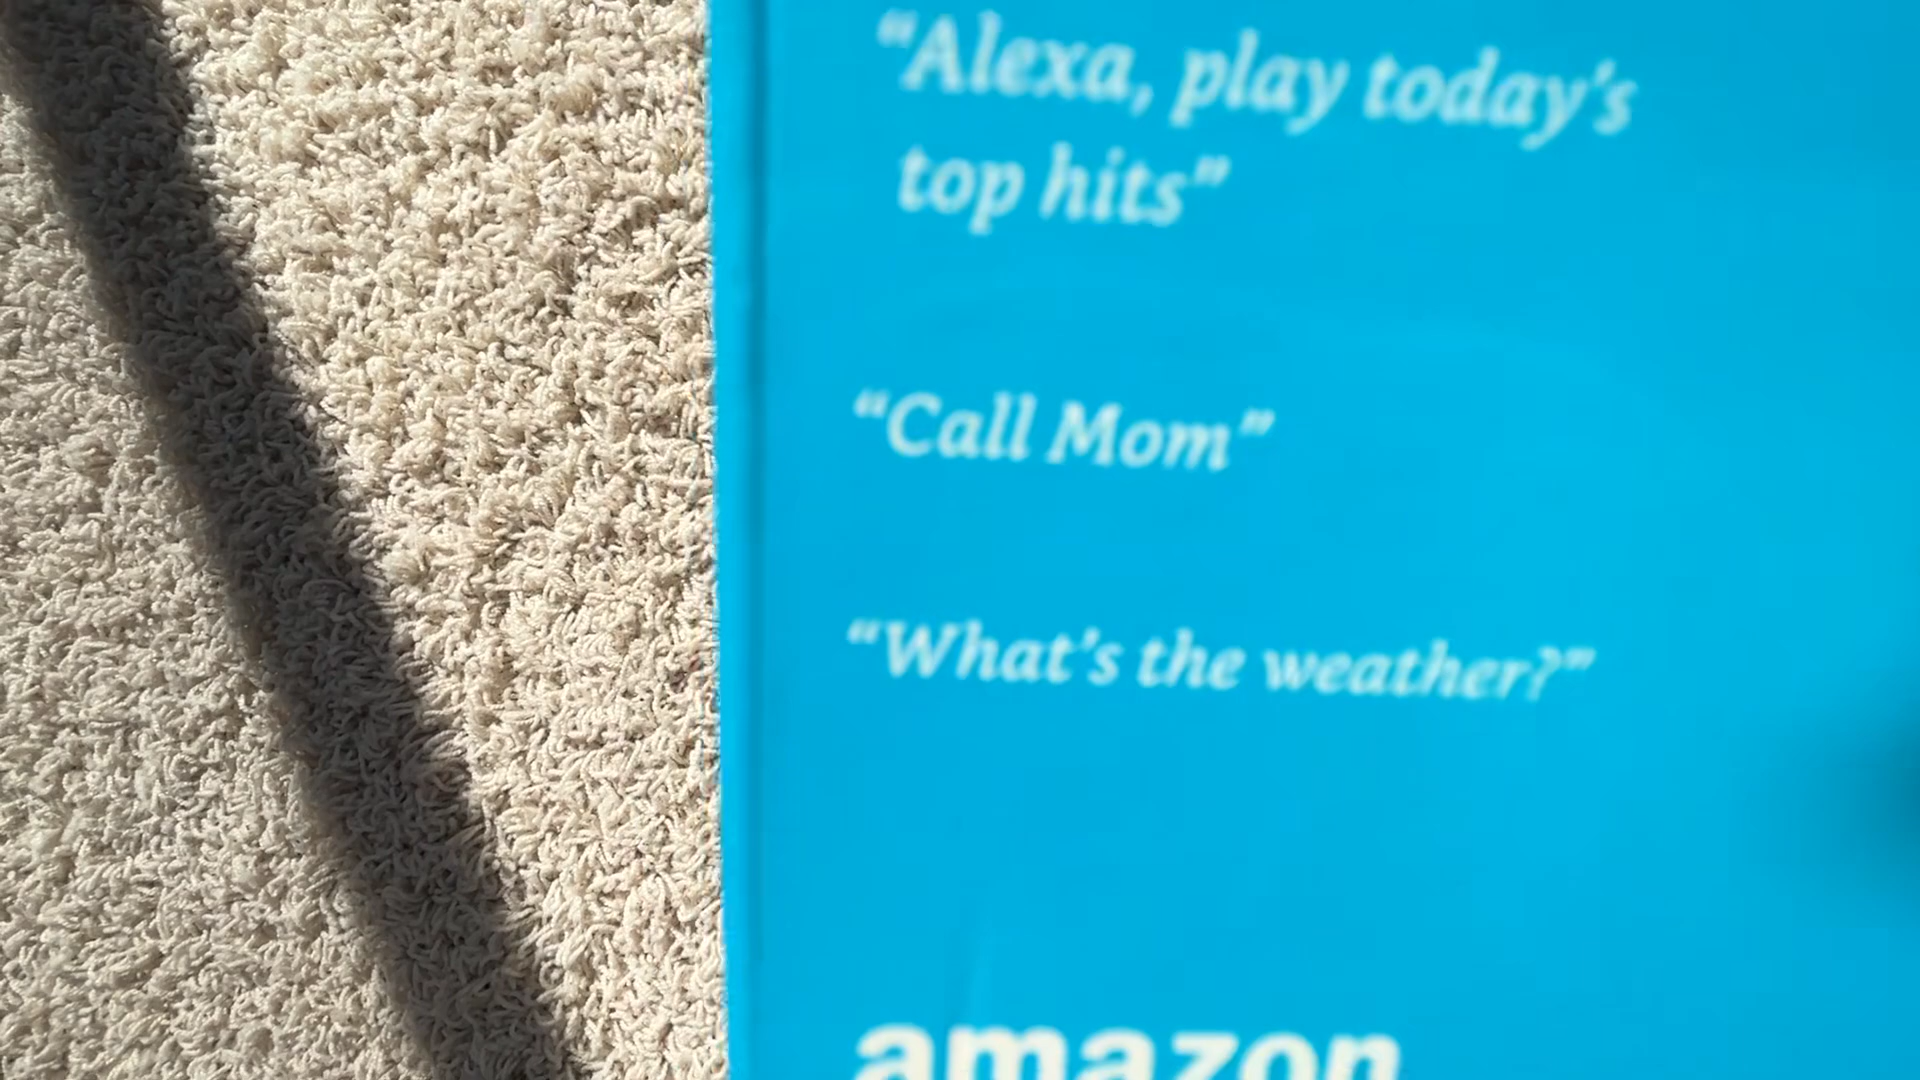 “Alexa, play today’s
top hits”
“Call Mom”
“What’s the weather?”
amazon